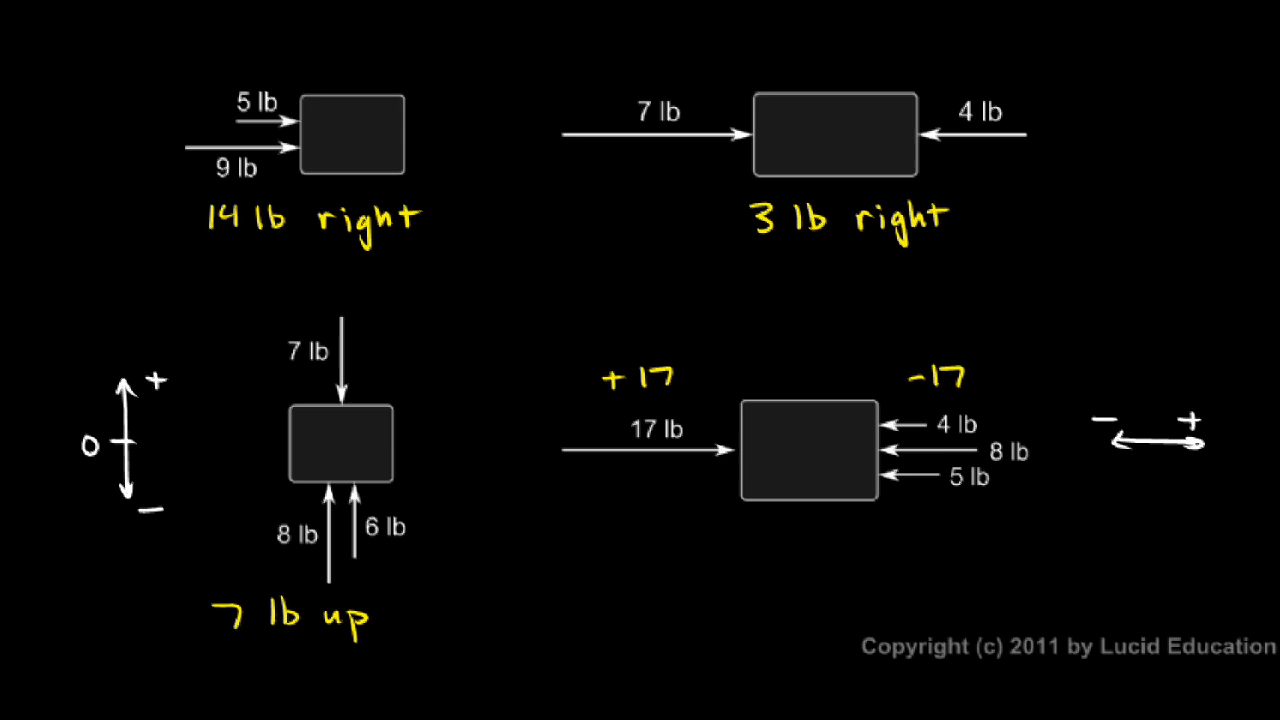 5 lb
9 lb
14 lb right
7 lb
4 lb
3 lb right
+
0
-
7 lb
8 lb
6 lb
7 lb up
+17
-17
17 lb
4 lb
8 lb
5 lb
- +
Copyright (c) 2011 by Lucid Education